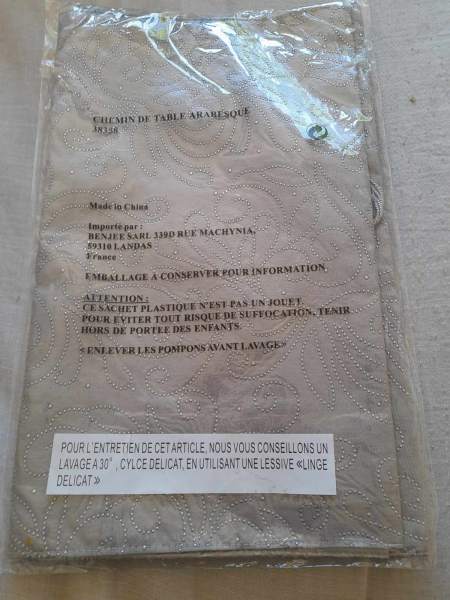 CHEMIN DE TABLE ARABESQUE
38338
Made in China
Importé par :
BENJEE SARL 339D RUE MACHYNIA,
59310 LANDAS
France
EMBALLAGE A CONSERVER POUR INFORMATION
ATTENTION :
CE SACHET PLASTIQUE N'EST PAS UN JOUET.
POUR EVITER TOUT RISQUE DE SUFFOCATION, TENIR
HORS DE PORTEE DES ENFANTS.
«ENLEVER LES POMPONS AVANT LAVAGE»
POUR L'ENTRETIEN DE CET ARTICLE, NOUS VOUS CONSEILLONS UN
LAVAGE A 30°, CYLCE DELICAT, EN UTILISANT UNE LESSIVE «LINGE
DELICAT»